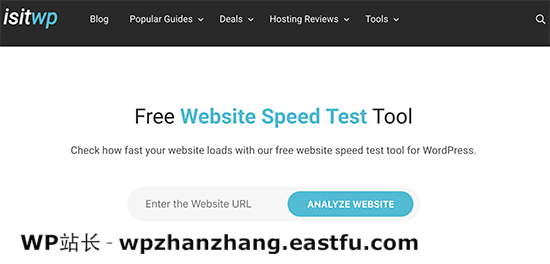 isitwp Blog Popular Guides Deals Hosting Reviews Tools
Free Website Speed Test Tool
Check how fast your website loads with our free website speed test tool for WordPress.
Enter the Website URL ANALYZE WEBSITE
WP站长 - wpzhanzhang.eastfu.com